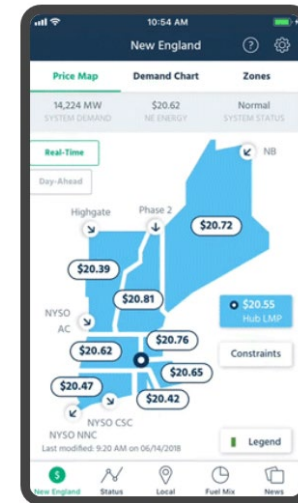 10:54 AM
New England
?
Price Map Demand Chart Zones
14,224 MW $20.62 Normal
SYSTEM DEMAND NE ENERGY SYSTEM STATUS
Real-Time
NB
Day-Ahead
Highgate Phase 2
$20.72
$20.39
$20.81
$20.55
Hub LMP
NYSO
AC
$20.76
$20.62
Constraints
$20.65
$20.47
$20.42
NYSO CSC
NYSO NNC
Last modified: 9:20 AM on 06/14/2018
Legend
$
New England Status Local Fuel Mix News